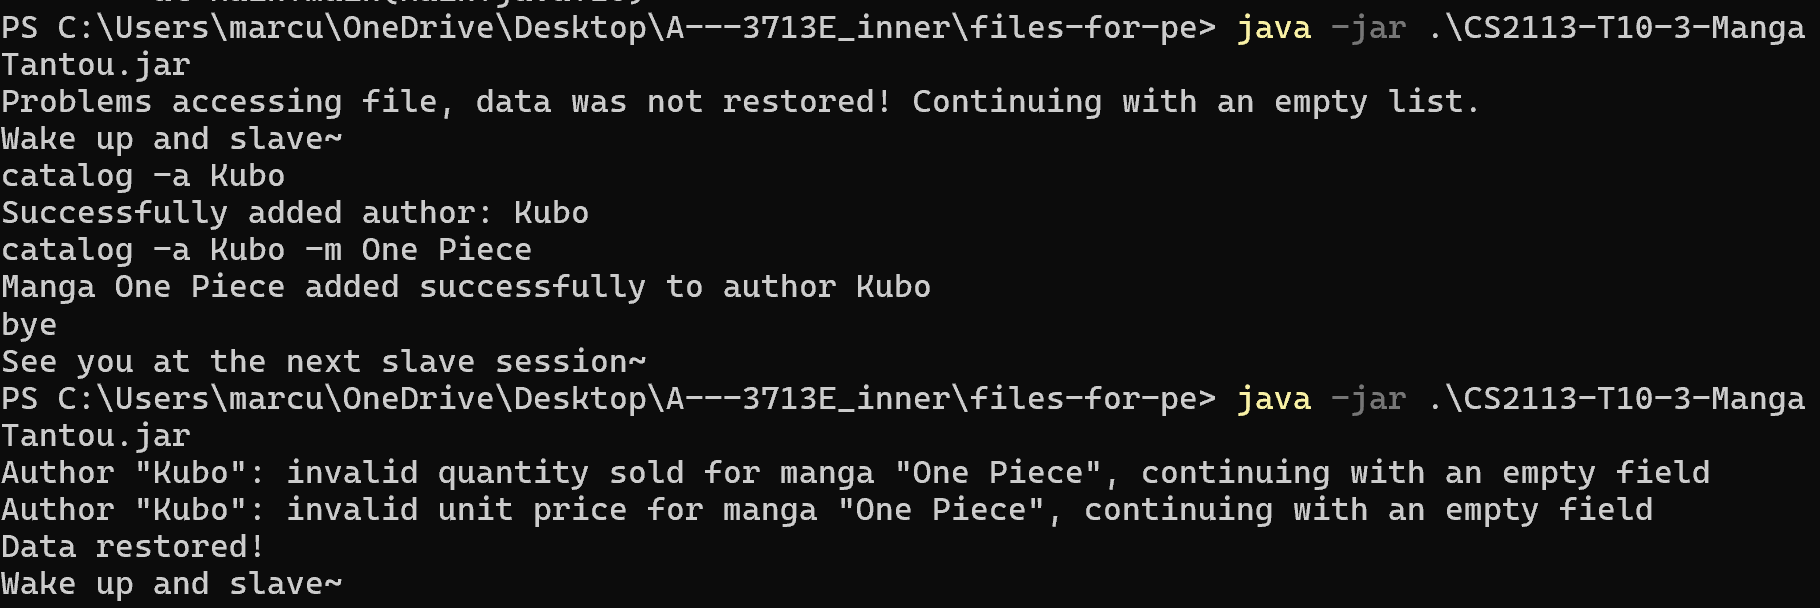 PS C:\Users\marcu\OneDrive\Desktop\A---3713E_inner\files-for-pe> java -jar .\CS2113-T10-3-Manga
Tantou.jar
Problems accessing file, data was not restored! Continuing with an empty list.
Wake up and slave~
catalog -a Kubo
Successfully added author: Kubo
catalog -a Kubo -m One Piece
Manga One Piece added successfully to author Kubo
bye
See you at the next slave session~
PS C:\Users\marcu\OneDrive\Desktop\A---3713E_inner\files-for-pe> java -jar .\CS2113-T10-3-Manga
Tantou.jar
Author "Kubo": invalid quantity sold for manga "One Piece", continuing with an empty field
Author "Kubo": invalid unit price for manga "One Piece", continuing with an empty field
Data restored!
Wake up and slave~